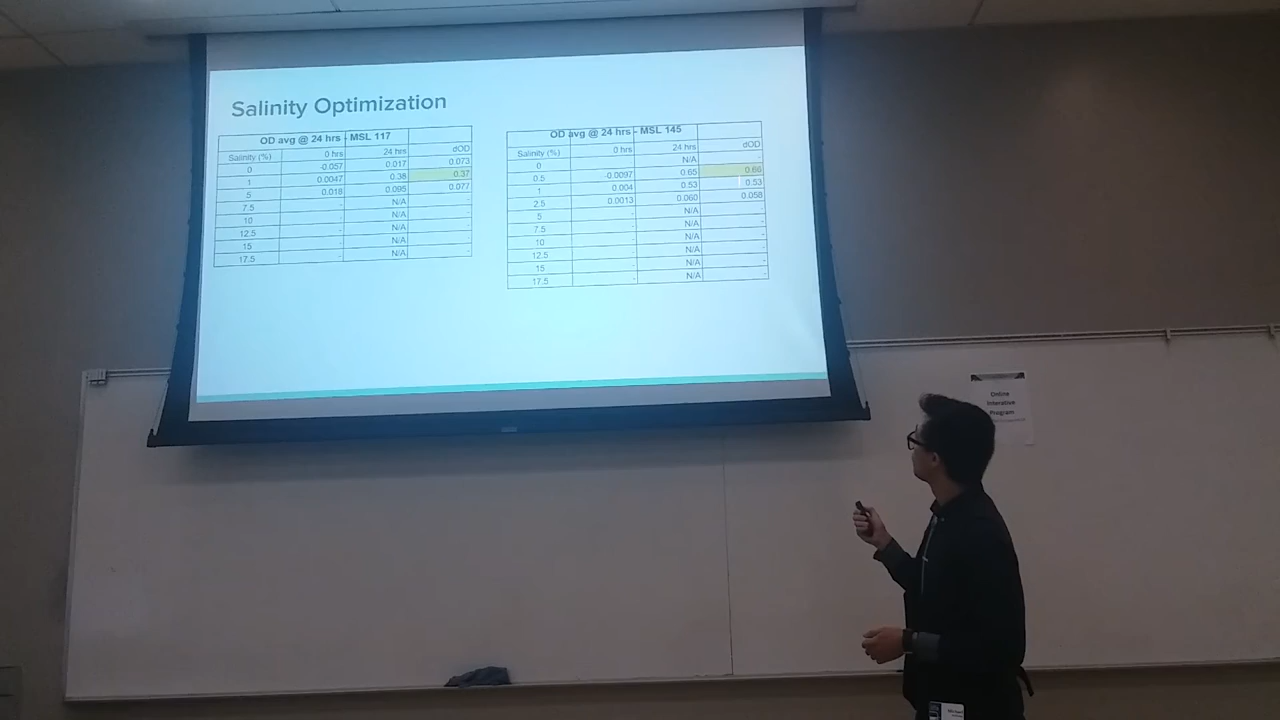 Salinity Optimization
OD avg @ 24 hrs - MSL 117
Salinity (%) 0 hrs 24 hrs dOD
0 -0.057 0.017 0.073
1 0.0047 0.38 0.37
5 0.018 0.095 0.077
7.5 - N/A -
10 - N/A -
12.5 - N/A -
15 - N/A -
17.5 - N/A -
OD avg @ 24 hrs - MSL 145
Salinity (%) 0 hrs 24 hrs dOD
0 N/A -
0.5 -0.0097 0.65 0.66
1 0.004 0.53 0.53
2.5 0.0013 0.060 0.058
5 - N/A -
7.5 - N/A -
10 - N/A -
12.5 - N/A -
15 - N/A -
17.5 - N/A -
Online
Interative
Program